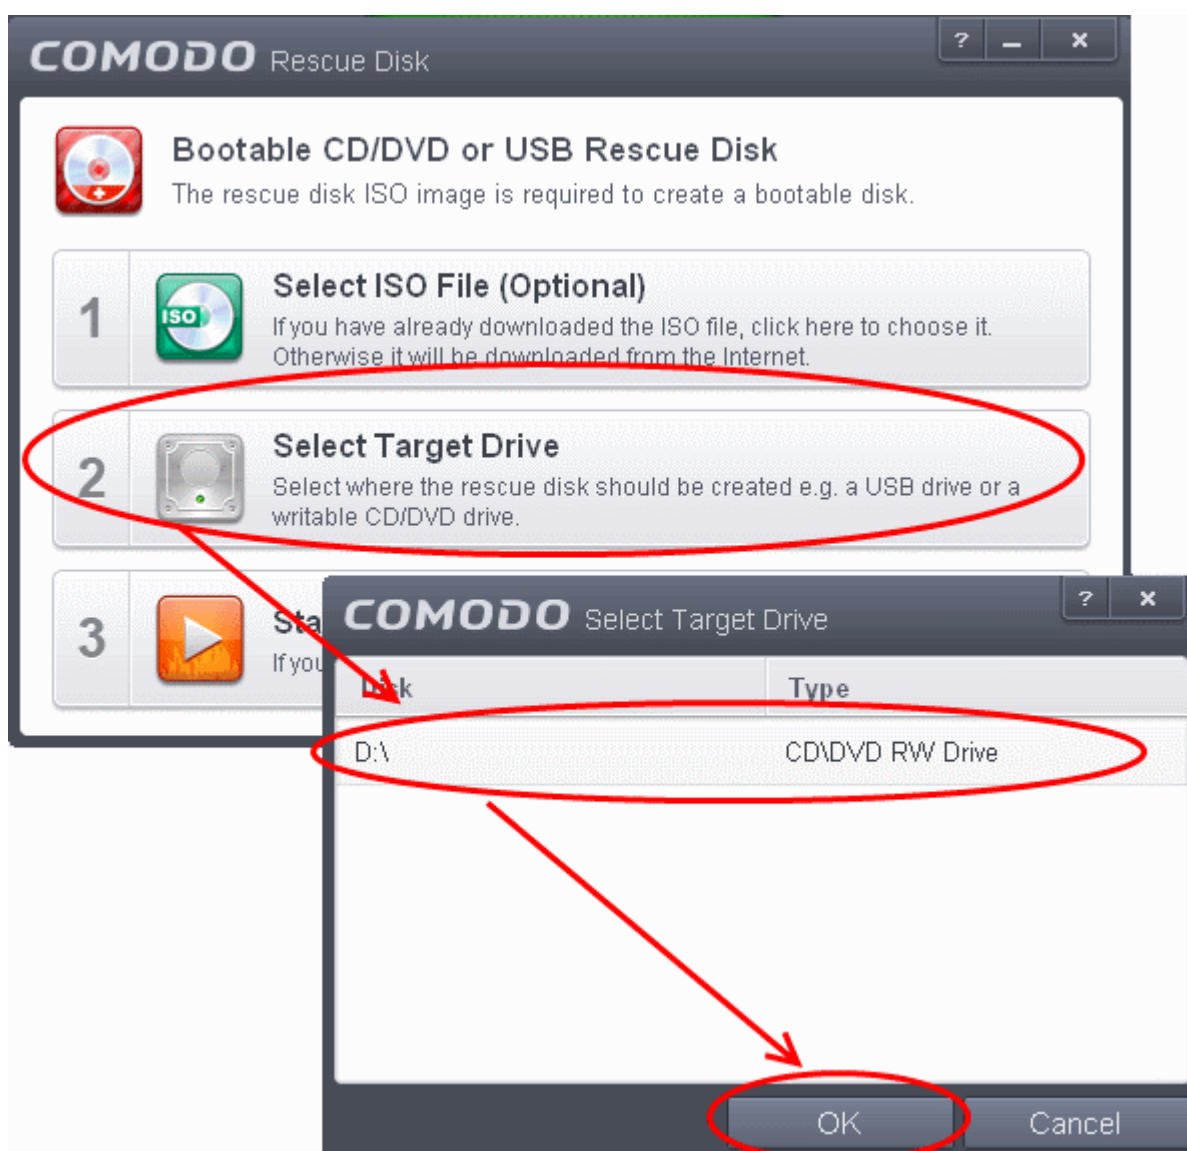 COMODO Rescue Disk
? _ x
Bootable CD/DVD or USB Rescue Disk
The rescue disk ISO image is required to create a bootable disk.
1
ISO
Select ISO File (Optional)
If you have already downloaded the ISO file, click here to choose it.
Otherwise it will be downloaded from the Internet.
2
Select Target Drive
Select where the rescue disk should be created e.g. a USB drive or a
writable CD/DVD drive.
3
Sta
If you
COMODO Select Target Drive
? x
Disk Type
D:\ CD\DVD RW Drive
OK Cancel